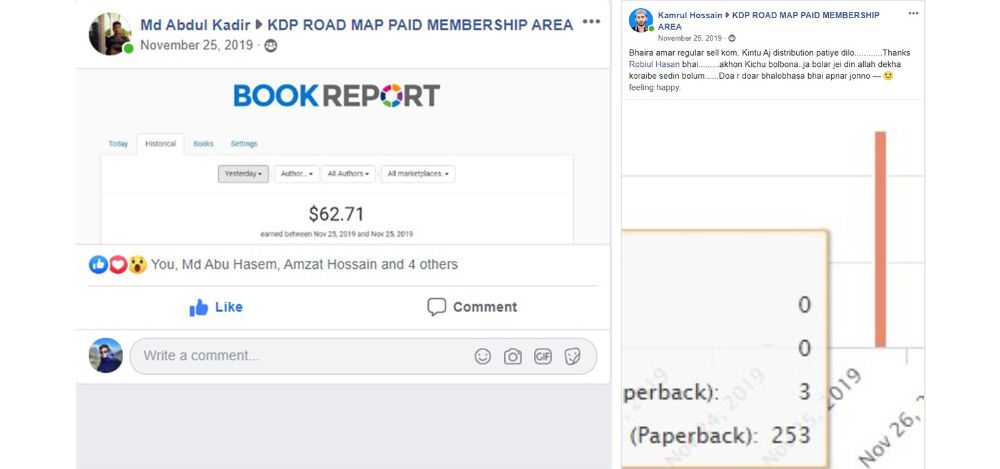 Md Abdul Kadir ▶ KDP ROAD MAP PAID MEMBERSHIP AREA
November 25, 2019 ·
BOOKREPORT
Today Historical Books Settings
Yesterday Author... All Authors All marketplaces.
$62.71
earned between Nov 25, 2019 and Nov 25, 2019
You, Md Abu Hasem, Amzat Hossain and 4 others
Like Comment
Write a comment...
GIF
Kamrul Hossain ▶ KDP ROAD MAP PAID MEMBERSHIP
AREA
November 25, 2019 ·
Bhaira amar regular sell kom. Kintu Aj distribution patiye dilo............Thanks
Robiul Hasan bhai.........akhon Kichu bolbona..ja bolar jei din allah dekha
koraibe sedin bolum......Doa r doar bhalobhasa bhai apnar jonno — 😊
feeling happy.
0
0
perback): 3
(Paperback): 253
24, 2019
25, 2019
Nov 26,